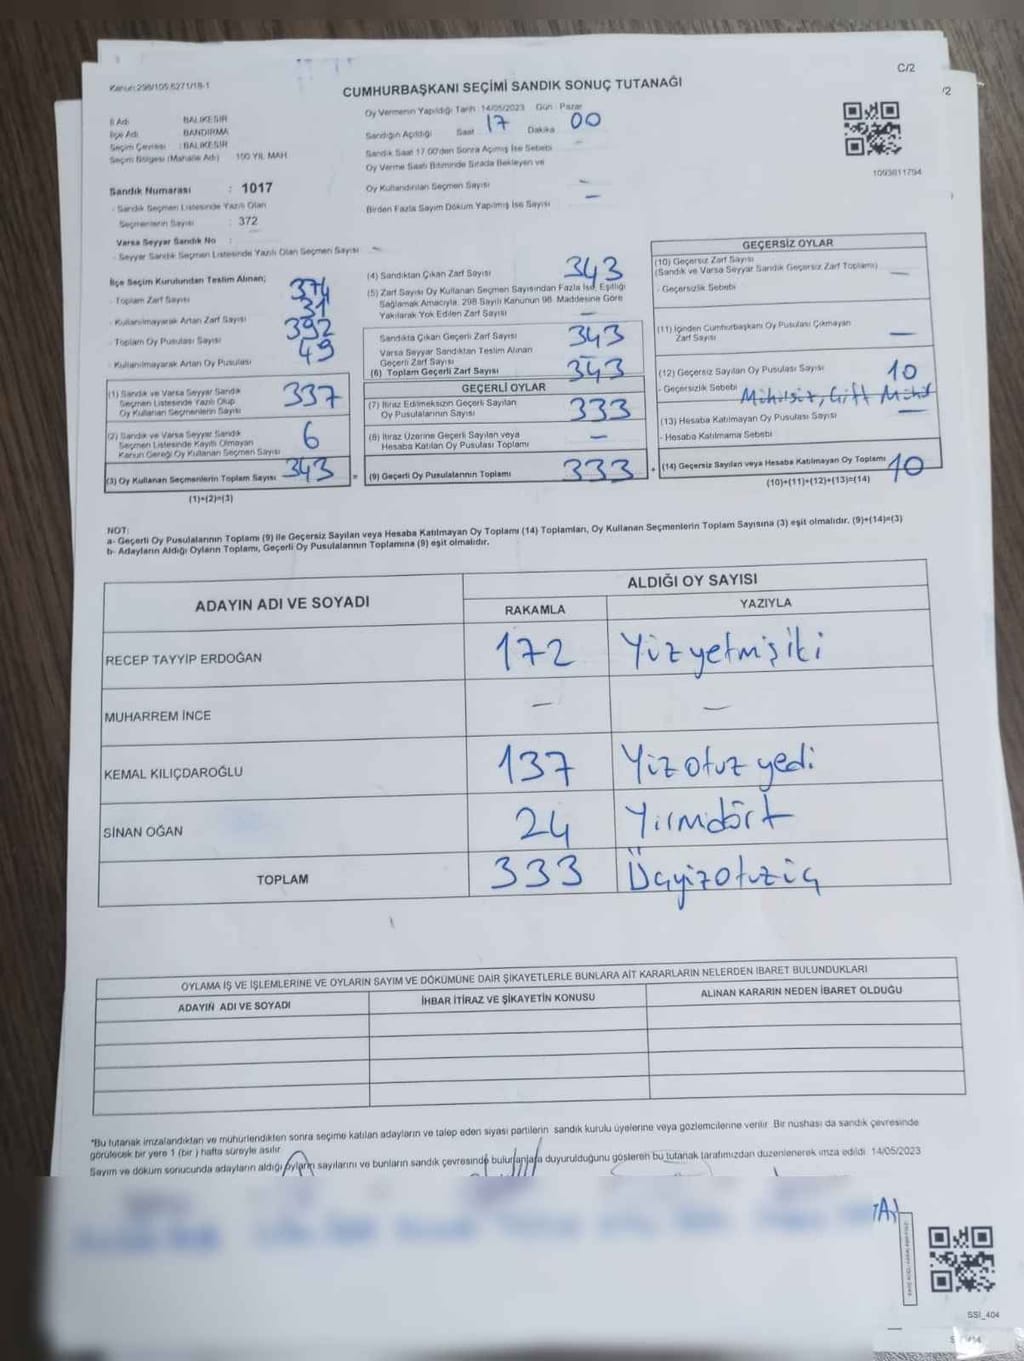 C/2
/2
Kanun:298/105 6271/18-1
CUMHURBAŞKANI SEÇİMİ SANDIK SONUÇ TUTANAĞI
Oy Vermenin Yapıldığı Tarih :14/05/2023 Gün : Pazar
İl Adı BALIKESİR
İlçe Adı BANDIRMA
Seçim Çevresi : BALIKESİR
Seçim Bölgesi (Mahalle Adı) 100 YIL MAH.
Sandığın Açıldığı Saat 17 Dakika 00
Sandık Saat 17.00'den Sonra Açılmış İse Sebebi –
Oy Verme Saati Bitiminde Sırada Bekleyen ve
Oy Kullandırılan Seçmen Sayısı –
Birden Fazla Sayım Döküm Yapılmış İse Sayısı –
1093811794
Sandık Numarası : 1017
- Sandık Seçmen Listesinde Yazılı Olan
Seçmenlerin Sayısı : 372
Varsa Seyyar Sandık No :
- Seyyar Sandık Seçmen Listesinde Yazılı Olan Seçmen Sayısı –
İlçe Seçim Kurulundan Teslim Alınan;
- Toplam Zarf Sayısı 374
- Kullanılmayarak Artan Zarf Sayısı 31
- Toplam Oy Pusulası Sayısı 392
- Kullanılmayarak Artan Oy Pusulası 49
(1) Sandık ve Varsa Seyyar Sandık
Seçmen Listesinde Yazılı Olup
Oy Kullanan Seçmenlerin Sayısı 337
(2) Sandık ve Varsa Seyyar Sandık
Seçmen Listesinde Kayıtlı Olmayan
Kanun Gereği Oy Kullanan Seçmen Sayısı 6
(3) Oy Kullanan Seçmenlerin Toplam Sayısı 343
(1)+(2)=(3)
(4) Sandıktan Çıkan Zarf Sayısı 343
(5) Zarf Sayısı Oy Kullanan Seçmen Sayısından Fazla İse, Eşitliği
Sağlamak Amacıyla, 298 Sayılı Kanunun 98. Maddesine Göre
Yakılarak Yok Edilen Zarf Sayısı –
Sandıkta Çıkan Geçerli Zarf Sayısı 343
Varsa Seyyar Sandıktan Teslim Alınan
Geçerli Zarf Sayısı
(6) Toplam Geçerli Zarf Sayısı 343
GEÇERLİ OYLAR
(7) İtiraz Edilmeksizin Geçerli Sayılan
Oy Pusulasının Sayısı 333
(8) İtiraz Üzerine Geçerli Sayılan veya
Hesaba Katılan Oy Pusulası Toplamı –
= (9) Geçerli Oy Pusulalarının Toplamı 333 +
GEÇERSİZ OYLAR
(10) Geçersiz Zarf Sayısı
(Sandık ve Varsa Seyyar Sandık Geçersiz Zarf Toplamı) –
- Geçersizlik Sebebi
(11) İçinden Cumhurbaşkanı Oy Pusulası Çıkmayan
Zarf Sayısı –
(12) Geçersiz Sayılan Oy Pusulası Sayısı 10
- Geçersizlik Sebebi Mühürsüz, Çift Mühür
(13) Hesaba Katılmayan Oy Pusulası Sayısı –
- Hesaba Katılmama Sebebi
(14) Geçersiz Sayılan veya Hesaba Katılmayan Oy Toplamı 10
(10)+(11)+(12)+(13)=(14)
NOT:
a- Geçerli Oy Pusulalarının Toplamı (9) ile Geçersiz Sayılan veya Hesaba Katılmayan Oy Toplamı (14) Toplamları, Oy Kullanan Seçmenlerin Toplam Sayısına (3) eşit olmalıdır. (9)+(14)=(3)
b- Adayların Aldığı Oyların Toplamı, Geçerli Oy Pusulalarının Toplamına (9) eşit olmalıdır.
ADAYIN ADI VE SOYADI ALDIĞI OY SAYISI
RAKAMLA YAZIYLA
RECEP TAYYİP ERDOĞAN 172 Yüz yetmiş iki
MUHARREM İNCE – –
KEMAL KILIÇDAROĞLU 137 Yüz otuz yedi
SİNAN OĞAN 24 Yirmidört
TOPLAM 333 Üçyüzotuzüç
OYLAMA İŞ VE İŞLEMLERİNE VE OYLARIN SAYIM VE DÖKÜMÜNE DAİR ŞİKAYETLERLE BUNLARA AİT KARARLARIN NELERDEN İBARET BULUNDUKLARI
ADAYIN ADI VE SOYADI İHBAR İTİRAZ VE ŞİKAYETİN KONUSU ALINAN KARARIN NEDEN İBARET OLDUĞU
*Bu tutanak imzalandıktan ve mühürlendikten sonra seçime katılan adayların ve talep eden siyasi partilerin sandık kurulu üyelerine veya gözlemcilerine verilir. Bir nüshası da sandık çevresinde
görülecek bir yere 1 (bir ) hafta süreyle asılır.
Sayım ve döküm sonucunda adayların aldığı oyların sayılarını ve bunların sandık çevresinde bulunanlara duyurulduğunu gösteren bu tutanak tarafımızdan düzenlenerek imza edildi. 14/05/2023
SSI_404